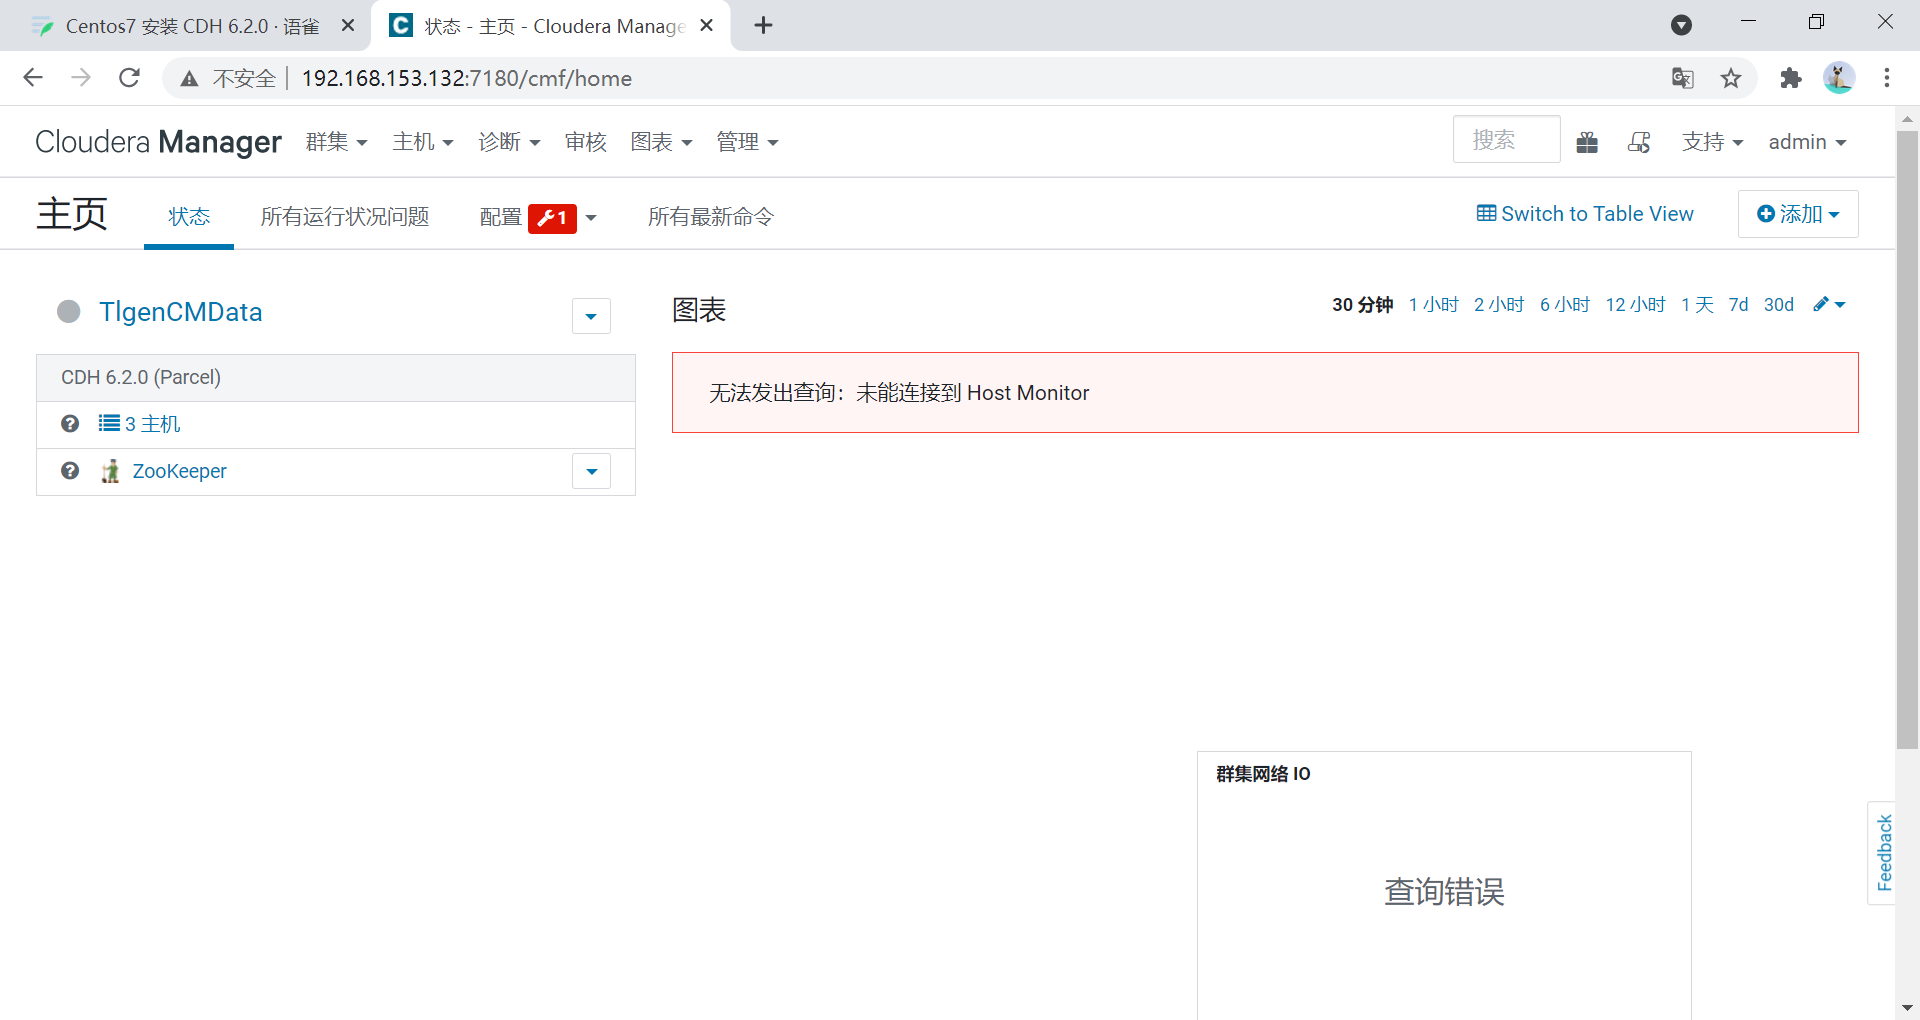 Centos7 安装 CDH 6.2.0 · 语雀
状态 - 主页 - Cloudera Manage
不安全 192.168.153.132:7180/cmf/home
Cloudera Manager 群集 主机 诊断 审核 图表 管理 搜索 支持 admin
主页 状态 所有运行状况问题 配置 1 所有最新命令 Switch to Table View 添加
TlgenCMData
图表 30 分钟 1 小时 2 小时 6 小时 12 小时 1 天 7d 30d
CDH 6.2.0 (Parcel)
3 主机
ZooKeeper
无法发出查询：未能连接到 Host Monitor
群集网络 IO
查询错误
Feedback